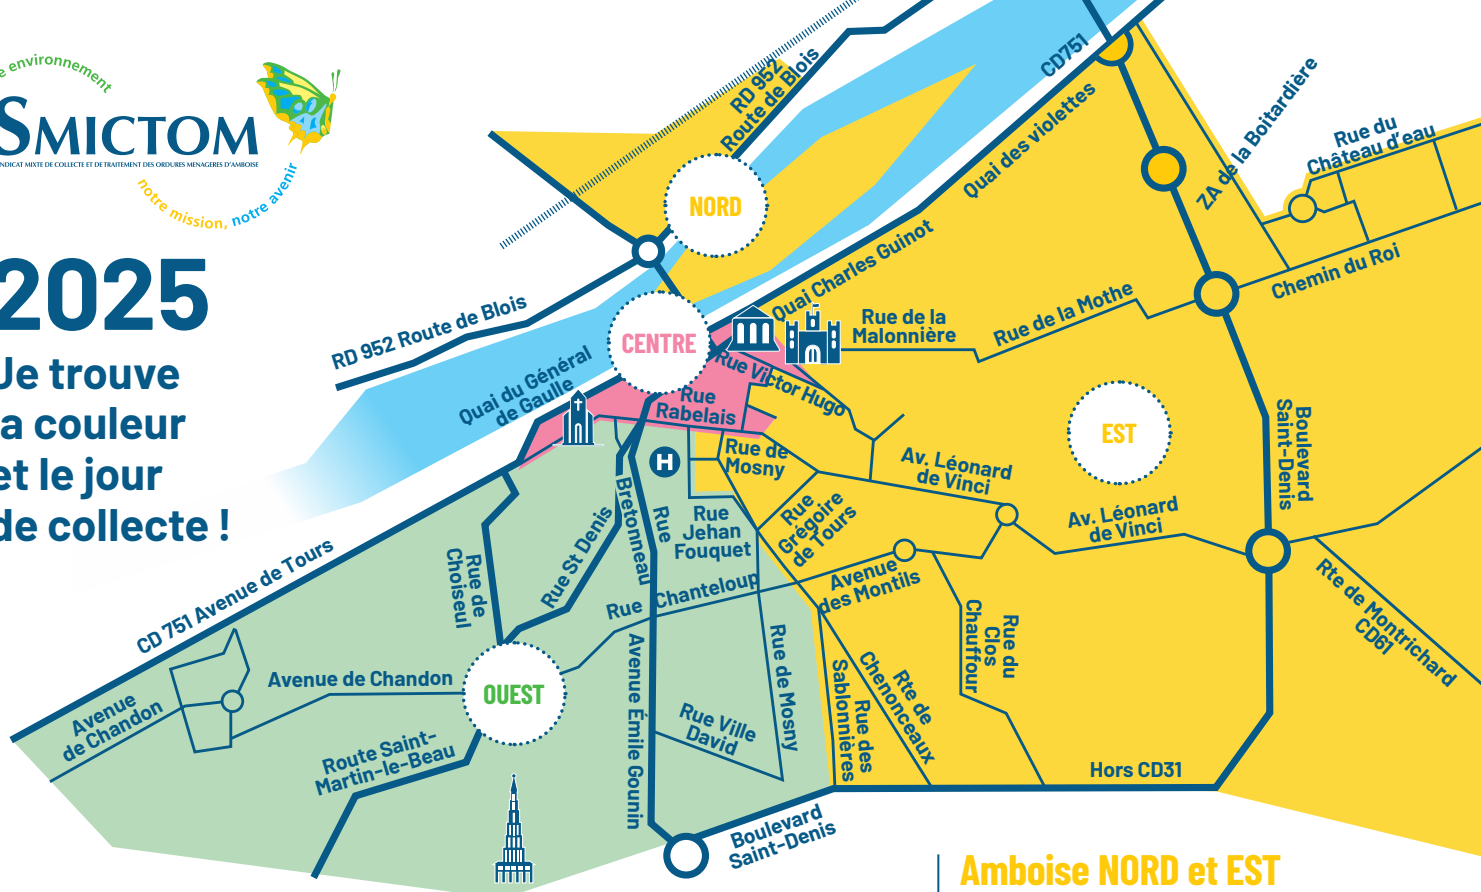 e environnement
SMICTOM
NDICAT MIXTE DE COLLECTE ET DE TRAITEMENT DES ORDURES MENAGERES D'AMBOISE
notre mission, notre avenir
2025
Je trouve
la couleur
et le jour
de collecte !
RD 952
Route de Blois
CD751
Quai des violettes
ZA de la Boitardière
Rue du
Château d'eau
NORD
Quai Charles Guinot
Chemin du Roi
RD 952 Route de Blois
CENTRE
Rue de la
Malonnière
Rue de la Mothe
Quai du Général
de Gaulle
Rue Victor Hugo
Rue
Rabelais
EST
Boulevard
Saint-Denis
H
Rue de
Mosny
Av. Léonard
de Vinci
Av. Léonard
de Vinci
Bretonneau
Rue
Rue
Jehan
Fouquet
Rue
Grégoire
de Tours
Rue St Denis
Rue de
Choiseul
CD 751 Avenue de Tours
Rue Chanteloup
Avenue
des Montils
Rte de Montrichard
CD61
Rue du
Clos
Chauffour
Avenue
de Chandon
Avenue de Chandon
OUEST
Avenue Émile Gounin
Rue de Mosny
Rue des
Sablonnières
Rte de
Chenonceaux
Rue Ville
David
Route Saint-
Martin-le-Beau
Hors CD31
Boulevard
Saint-Denis
Amboise NORD et EST